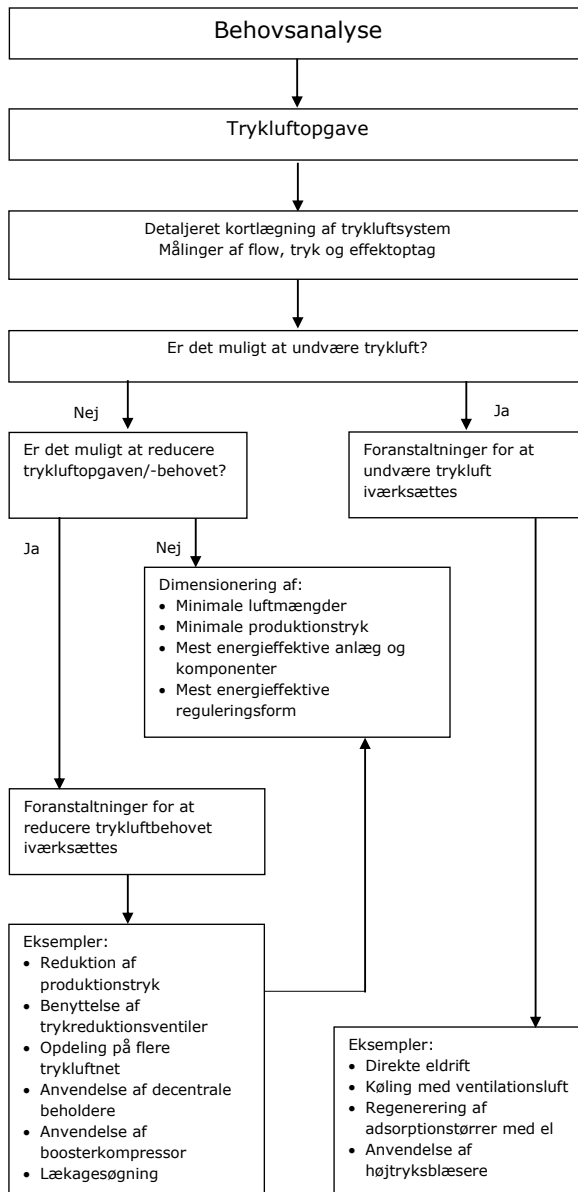 Behovsanalyse
Trykluftopgave
Detaljeret kortlægning af trykluftsystem
Målinger af flow, tryk og effektoptag
Er det muligt at undvære trykluft?
Nej
Ja
Er det muligt at reducere
trykluftopgaven/-behovet?
Foranstaltninger for at
undvære trykluft
iværksættes
Ja
Nej
Dimensionering af:
• Minimale luftmængder
• Minimale produktionstryk
• Mest energieffektive anlæg og
komponenter
• Mest energieffektive
reguleringsform
Foranstaltninger for at
reducere trykluftbehovet
iværksættes
Eksempler:
• Reduktion af
produktionstryk
• Benyttelse af
trykreduktionsventiler
• Opdeling på flere
trykluftnet
• Anvendelse af decentrale
beholdere
• Anvendelse af
boosterkompressor
• Lækagesøgning
Eksempler:
• Direkte eldrift
• Køling med ventilationsluft
• Regenerering af
adsorptionstørrer med el
• Anvendelse af
højtryksblæsere